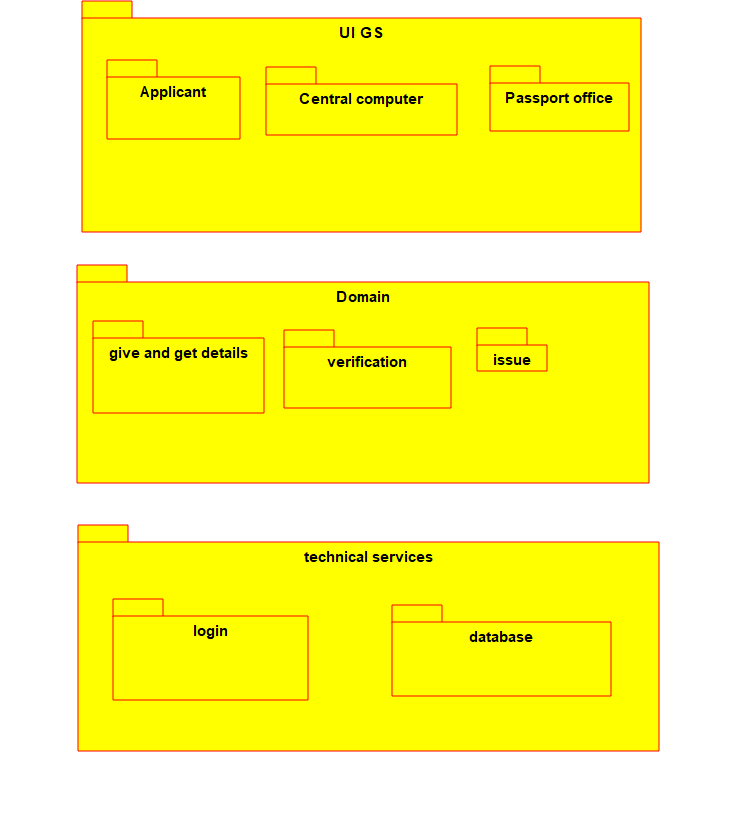 UI GS
Applicant
Central computer
Passport office
Domain
give and get details
verification
issue
technical services
login
database